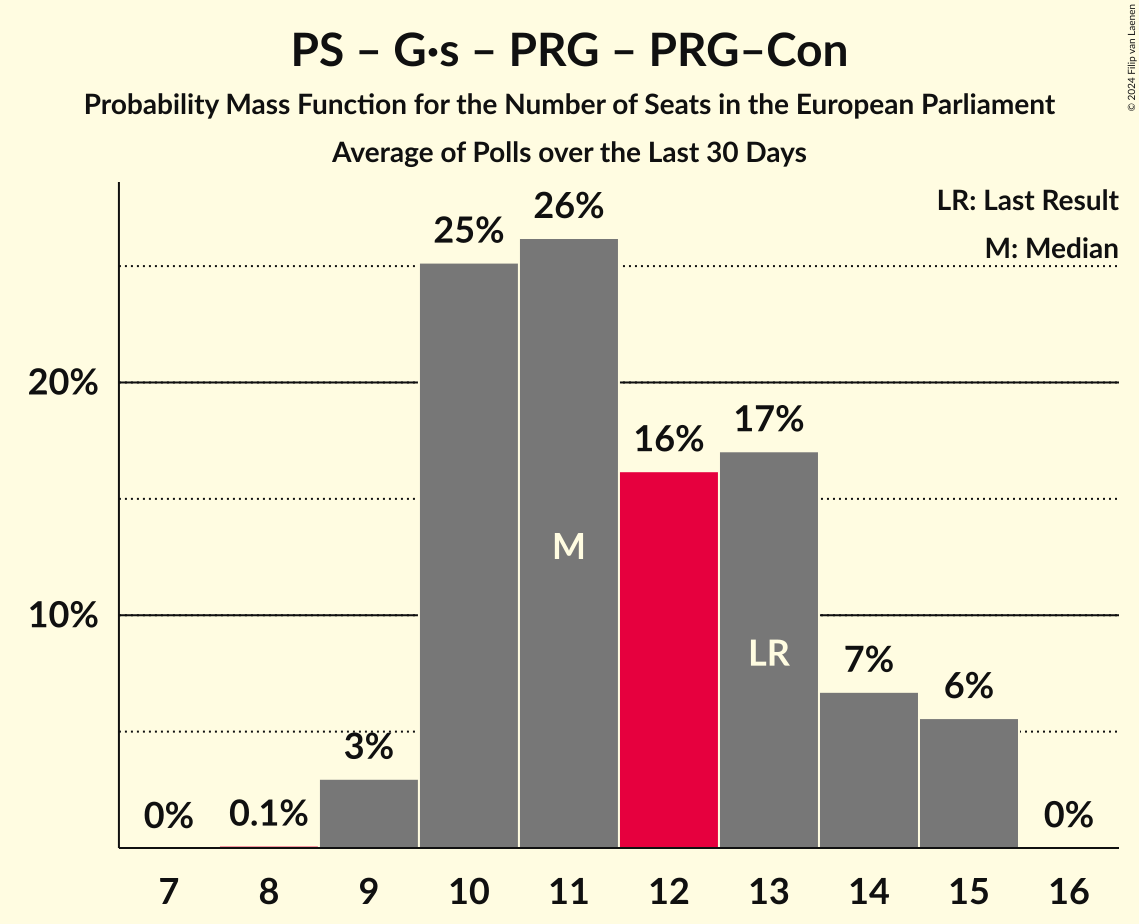 PS – G·s – PRG – PRG–Con
Probability Mass Function for the Number of Seats in the European Parliament
Average of Polls over the Last 30 Days
© 2024 Filip van Laenen
LR: Last Result
M: Median
26%
25%
20%
17%
16%
M
10%
LR
7%
6%
3%
0%
0.1%
0%
7 8 9 10 11 12 13 14 15 16